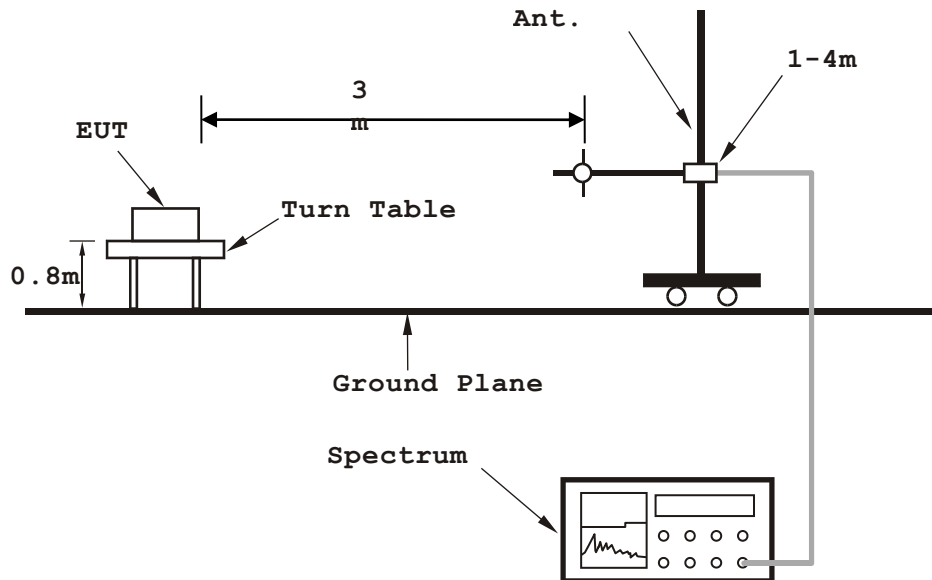 Ant.
1-4m
3
m
EUT
Turn Table
0.8m
Ground Plane
Spectrum